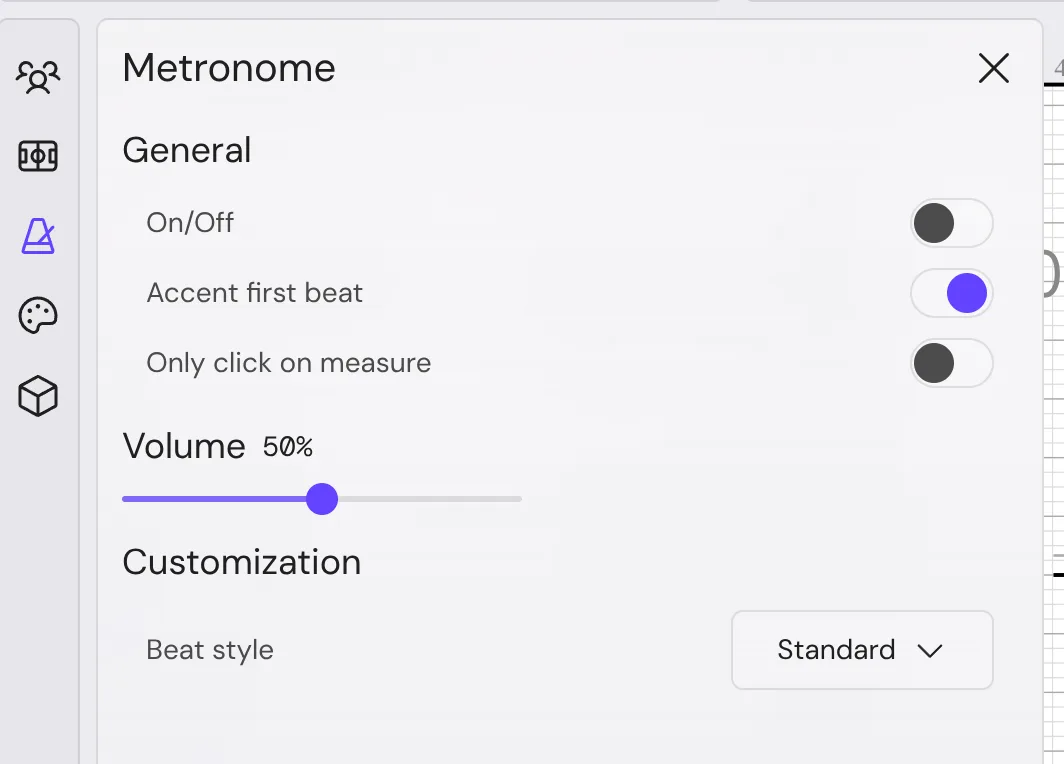 Metronome
General
On/Off
Accent first beat
Only click on measure
Volume 50%
Customization
Beat style
Standard